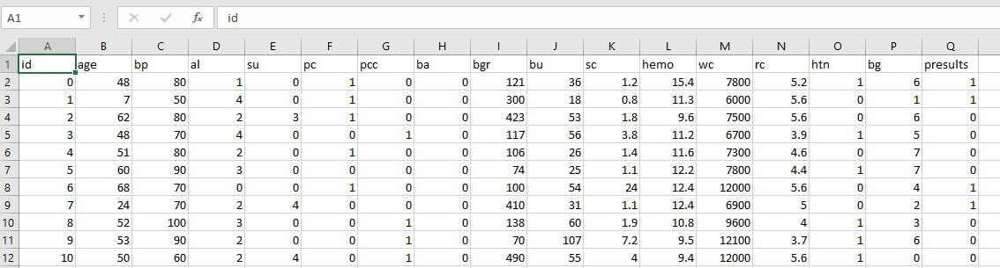 A1 fx id
A B C D E F G H I J K L M N O P Q
1 id age bp al su pc pcc ba bgr bu sc hemo wc rc htn bg presults
2 0 48 80 1 0 1 0 0 121 36 1.2 15.4 7800 5.2 1 6 1
3 1 7 50 4 0 1 0 0 300 18 0.8 11.3 6000 5.6 0 1 1
4 2 62 80 2 3 1 0 0 423 53 1.8 9.6 7500 5.6 0 6 0
5 3 48 70 4 0 0 1 0 117 56 3.8 11.2 6700 3.9 1 5 0
6 4 51 80 2 0 1 0 0 106 26 1.4 11.6 7300 4.6 0 7 0
7 5 60 90 3 0 0 0 0 74 25 1.1 12.2 7800 4.4 1 7 0
8 6 68 70 0 0 1 0 0 100 54 24 12.4 12000 5.6 0 4 1
9 7 24 70 2 4 0 0 0 410 31 1.1 12.4 6900 5 0 2 1
10 8 52 100 3 0 0 1 0 138 60 1.9 10.8 9600 4 1 3 0
11 9 53 90 2 0 0 1 0 70 107 7.2 9.5 12100 3.7 1 6 0
12 10 50 60 2 4 0 1 0 490 55 4 9.4 12000 5.6 1 0 0